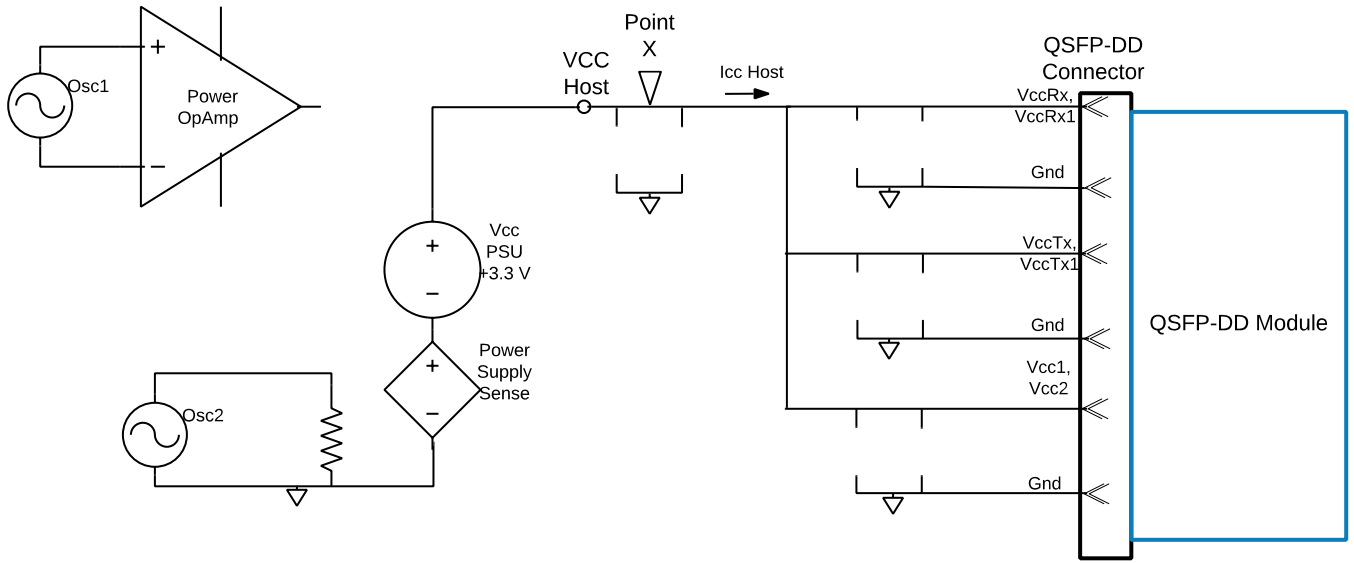 Point
X
VCC
Host
Icc Host
QSFP-DD
Connector
+
Osc1
Power
OpAmp
−
VccRx,
VccRx1
Gnd
Vcc
PSU
+3.3 V
+
−
VccTx,
VccTx1
Gnd
QSFP-DD Module
Power
Supply
Sense
+
−
Vcc1,
Vcc2
Osc2
Gnd